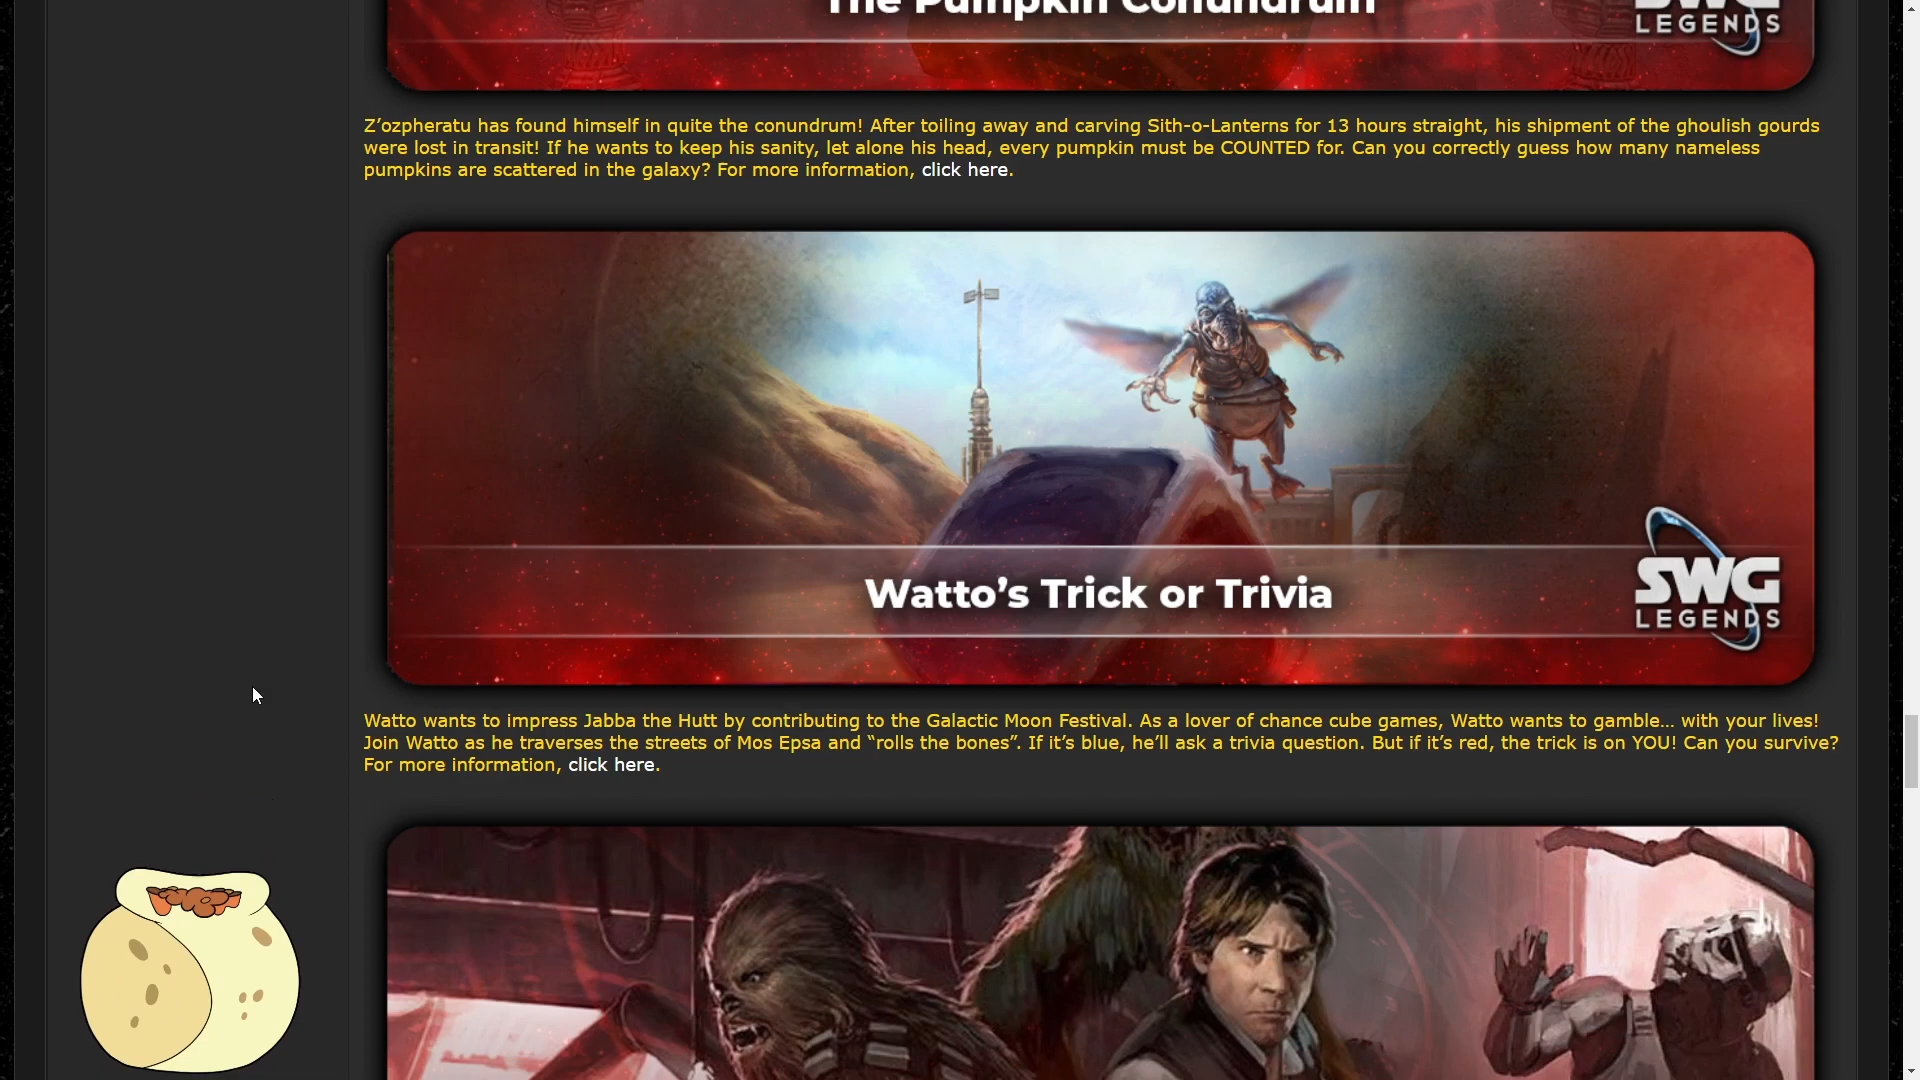 The Pumpkin Conundrum
SWG
LEGENDS
Z’ozpheratu has found himself in quite the conundrum! After toiling away and carving Sith-o-Lanterns for 13 hours straight, his shipment of the ghoulish gourds
were lost in transit! If he wants to keep his sanity, let alone his head, every pumpkin must be COUNTED for. Can you correctly guess how many nameless
pumpkins are scattered in the galaxy? For more information, click here.
Watto’s Trick or Trivia
SWG
LEGENDS
Watto wants to impress Jabba the Hutt by contributing to the Galactic Moon Festival. As a lover of chance cube games, Watto wants to gamble… with your lives!
Join Watto as he traverses the streets of Mos Epsa and “rolls the bones”. If it’s blue, he’ll ask a trivia question. But if it’s red, the trick is on YOU! Can you survive?
For more information, click here.